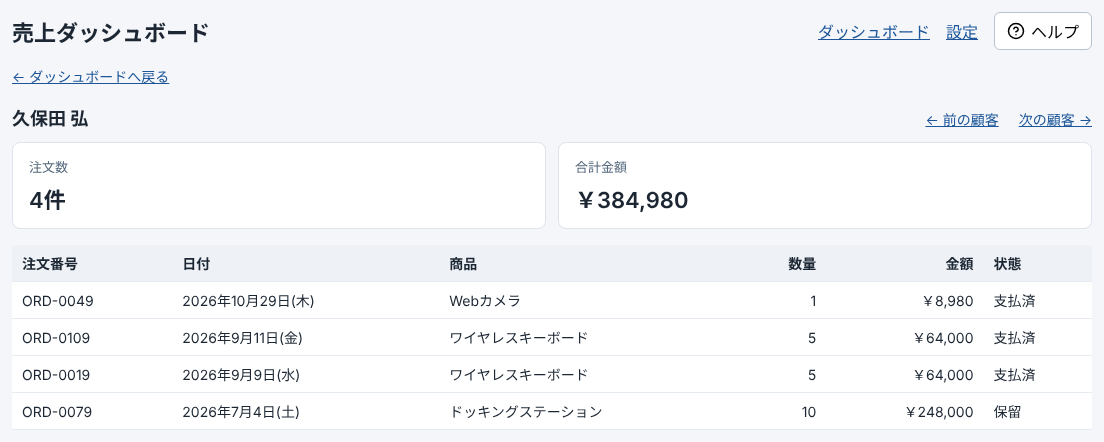 売上ダッシュボード ダッシュボード 設定 ヘルプ
← ダッシュボードへ戻る
久保田 弘 ← 前の顧客 次の顧客 →
注文数 合計金額
4件 ￥384,980
注文番号 日付 商品 数量 金額 状態
ORD-0049 2026年10月29日(木) Webカメラ 1 ￥8,980 支払済
ORD-0109 2026年9月11日(金) ワイヤレスキーボード 5 ￥64,000 支払済
ORD-0019 2026年9月9日(水) ワイヤレスキーボード 5 ￥64,000 支払済
ORD-0079 2026年7月4日(土) ドッキングステーション 10 ￥248,000 保留